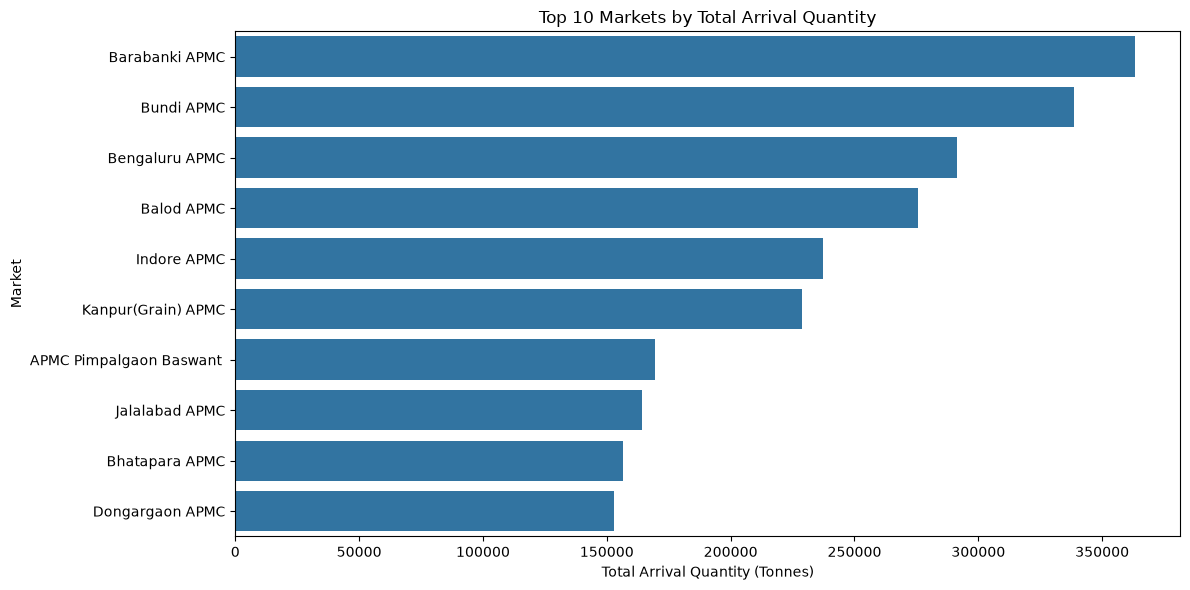 Top 10 Markets by Total Arrival Quantity
Barabanki APMC
Bundi APMC
Bengaluru APMC
Balod APMC
Indore APMC
Kanpur(Grain) APMC
APMC Pimpalgaon Baswant
Jalalabad APMC
Bhatapara APMC
Dongargaon APMC
Market
0 50000 100000 150000 200000 250000 300000 350000
Total Arrival Quantity (Tonnes)